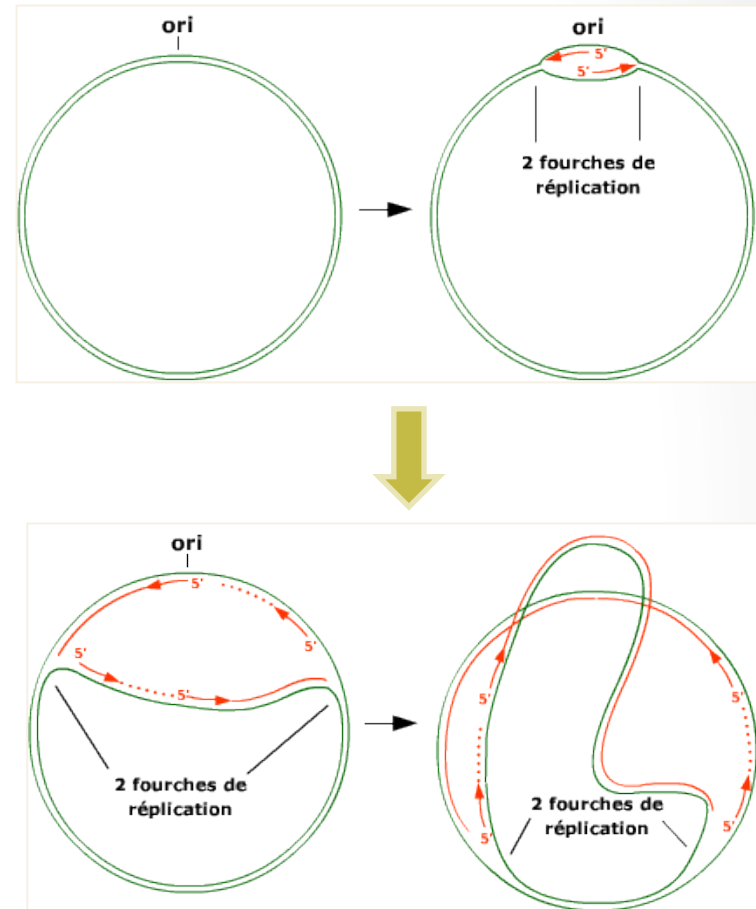 ori
ori
5'
5'
2 fourches de
réplication
ori
5'
5'
5'
5'
2 fourches de
réplication
5'
5'
5'
5'
2 fourches de
réplication